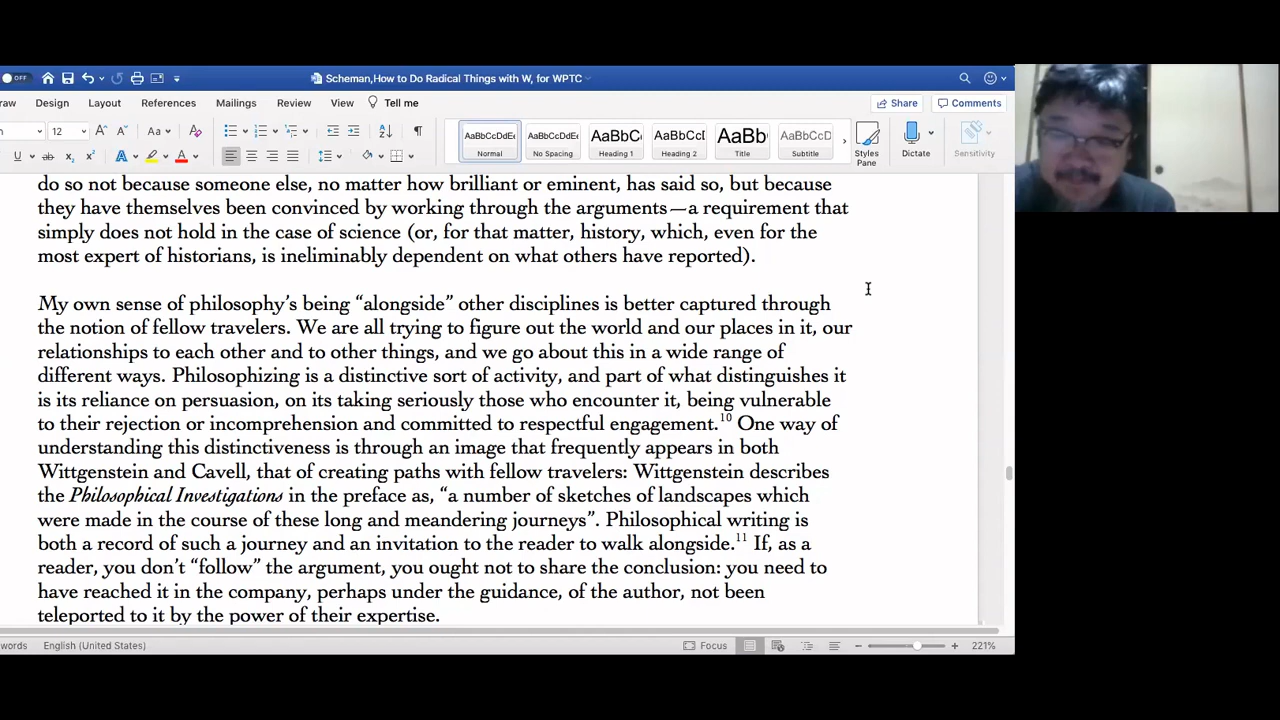 OFF
Scheman,How to Do Radical Things with W, for WPTC
raw Design Layout References Mailings Review View Tell me Share Comments
12 Aa
U ab x₂ x² A A
AaBbCcDdEe AaBbCcDdEe AaBbC AaBbCcD AaBb AaBbCcD
Normal No Spacing Heading 1 Heading 2 Title Subtitle
Styles Pane
Dictate
Sensitivity
do so not because someone else, no matter how brilliant or eminent, has said so, but because
they have themselves been convinced by working through the arguments—a requirement that
simply does not hold in the case of science (or, for that matter, history, which, even for the
most expert of historians, is ineliminably dependent on what others have reported).
My own sense of philosophy’s being “alongside” other disciplines is better captured through
the notion of fellow travelers. We are all trying to figure out the world and our places in it, our
relationships to each other and to other things, and we go about this in a wide range of
different ways. Philosophizing is a distinctive sort of activity, and part of what distinguishes it
is its reliance on persuasion, on its taking seriously those who encounter it, being vulnerable
to their rejection or incomprehension and committed to respectful engagement.10 One way of
understanding this distinctiveness is through an image that frequently appears in both
Wittgenstein and Cavell, that of creating paths with fellow travelers: Wittgenstein describes
the Philosophical Investigations in the preface as, “a number of sketches of landscapes which
were made in the course of these long and meandering journeys”. Philosophical writing is
both a record of such a journey and an invitation to the reader to walk alongside.11 If, as a
reader, you don’t “follow” the argument, you ought not to share the conclusion: you need to
have reached it in the company, perhaps under the guidance, of the author, not been
teleported to it by the power of their expertise.
words English (United States) Focus 221%